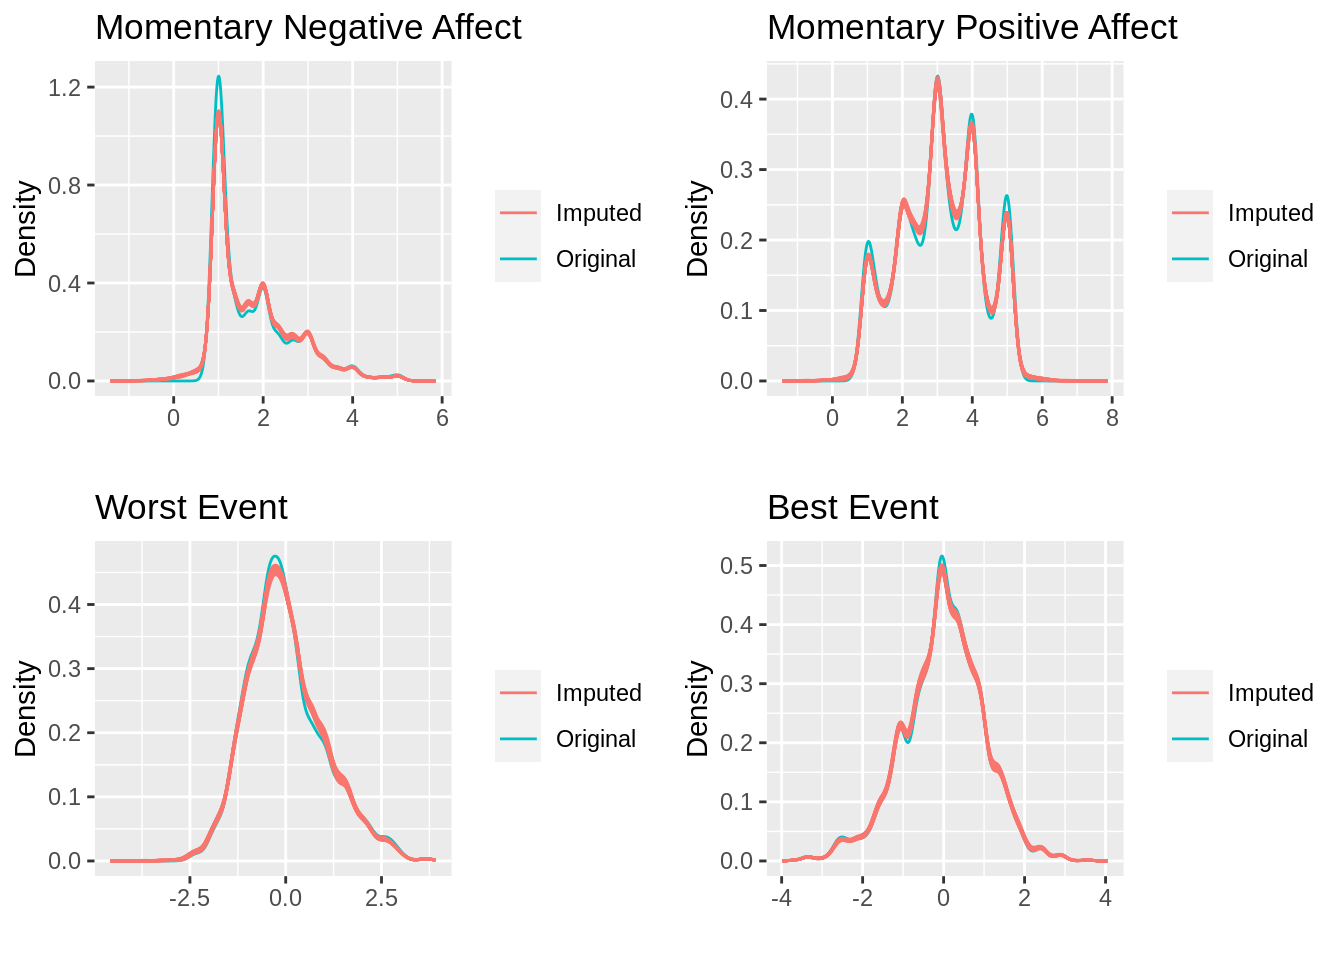 Momentary Negative Affect
Density
1.2
0.8
0.4
0.0
0
2
4
6
Imputed
Original
Momentary Positive Affect
Density
0.4
0.3
0.2
0.1
0.0
0
2
4
6
8
Imputed
Original
Worst Event
Density
0.4
0.3
0.2
0.1
0.0
-2.5
0.0
2.5
Imputed
Original
Best Event
Density
0.5
0.4
0.3
0.2
0.1
0.0
-4
-2
0
2
4
Imputed
Original